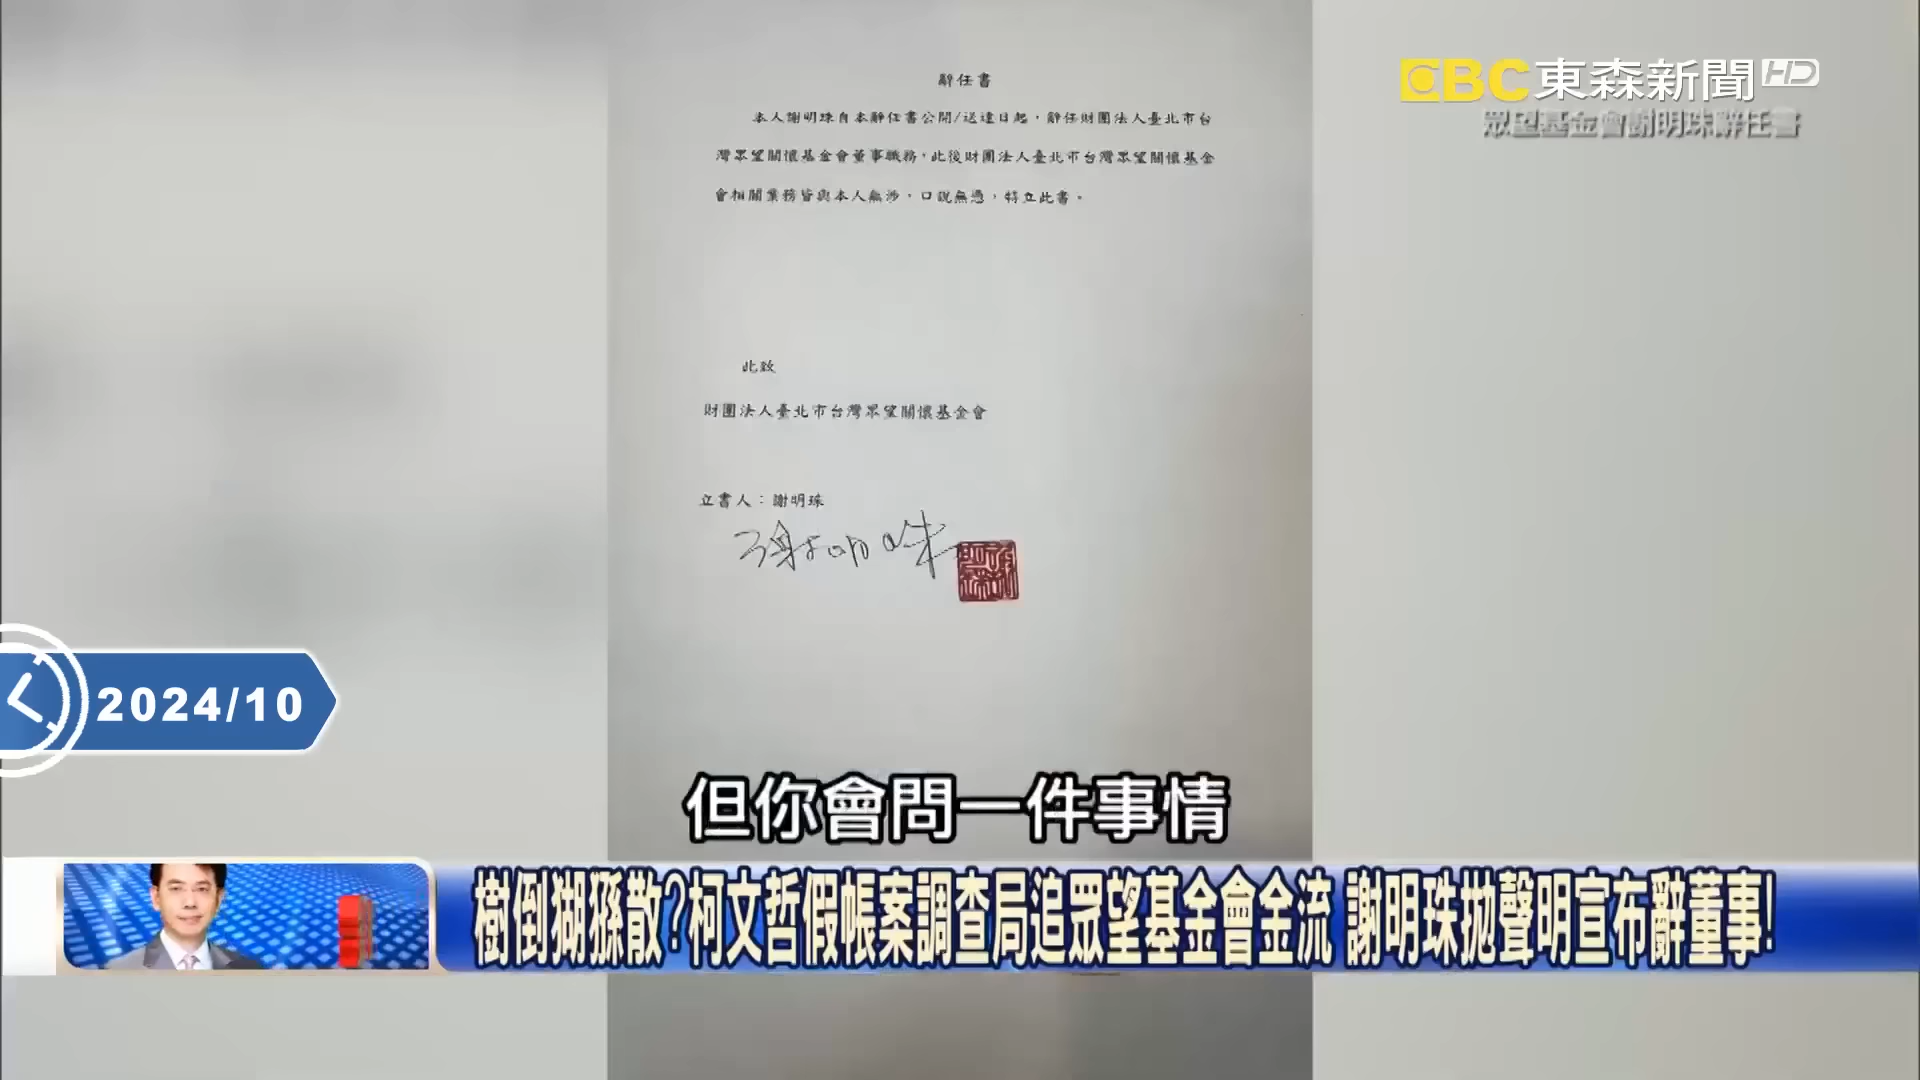 辭任書
本人謝明珠自本辭任書公開/送達日起，辭任財團法人臺北市台
灣眾望關懷基金會董事職務，此後財團法人臺北市台灣眾望關懷基金
會相關業務皆與本人無涉，口說無憑，特立此書。
此致
財團法人臺北市台灣眾望關懷基金會
立書人：謝明珠
謝明珠
EBC東森新聞HD
眾望基金會謝明珠辭任書
2024/10
但你會問一件事情
樹倒猢猻散?柯文哲假帳案調查局追眾望基金會金流 謝明珠拋聲明宣布辭董事!